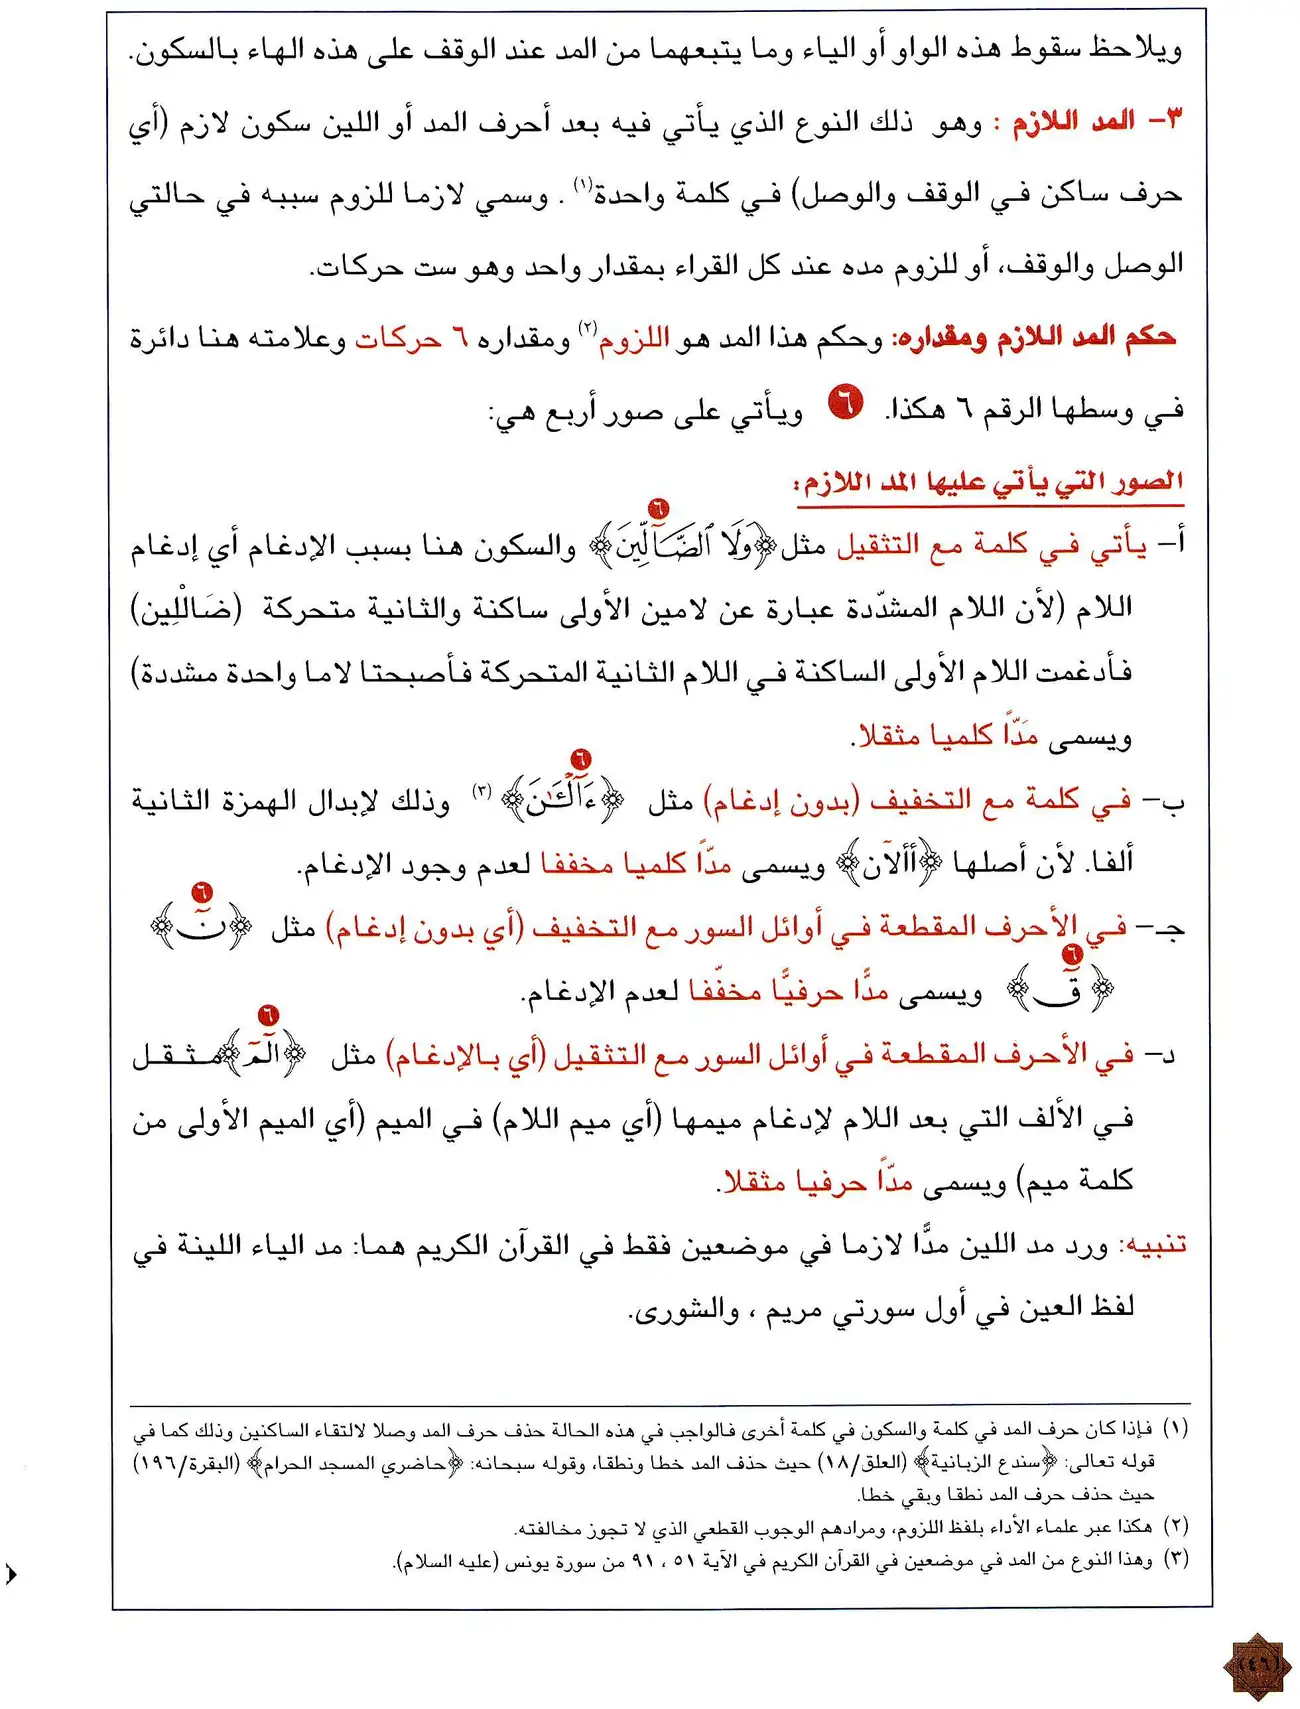 ويلاحظ سقوط هذه الواو أو الياء وما يتبعهما من المد عند الوقف على هذه الهاء بالسكون.
٣- المد اللازم : وهو ذلك النوع الذي يأتي فيه بعد أحرف المد أو اللين سكون لازم (أي
حرف ساكن في الوقف والوصل) في كلمة واحدة(١) . وسمي لازما للزوم سببه في حالتي
الوصل والوقف، أو للزوم مده عند كل القراء بمقدار واحد وهو ست حركات.
حكم المد اللازم ومقداره: وحكم هذا المد هو اللزوم(٢) ومقداره ٦ حركات وعلامته هنا دائرة
في وسطها الرقم ٦ هكذا. ٦ ويأتي على صور أربع هي:
الصور التي يأتي عليها المد اللازم:
٦
أ- يأتي في كلمة مع التثقيل مثل ﴿وَلَا ٱلضَّآلِّينَ﴾ والسكون هنا بسبب الإدغام أي إدغام
اللام (لأن اللام المشدّدة عبارة عن لامين الأولى ساكنة والثانية متحركة (ضَالْلِين)
فأدغمت اللام الأولى الساكنة في اللام الثانية المتحركة فأصبحتا لاما واحدة مشددة)
ويسمى مَدّاً كلميا مثقلا.
٦
ب- في كلمة مع التخفيف (بدون إدغام) مثل ﴿ءَآلْـَٰٔنَ﴾ (٣) وذلك لإبدال الهمزة الثانية
ألفا. لأن أصلها ﴿أألآن﴾ ويسمى مدّاً كلميا مخففا لعدم وجود الإدغام.
٦
جـ- في الأحرف المقطعة في أوائل السور مع التخفيف (أي بدون إدغام) مثل ﴿نٓ﴾
٦
﴿قٓ﴾ ويسمى مدًّا حرفيًّا مخفّفا لعدم الإدغام.
٦
د- في الأحرف المقطعة في أوائل السور مع التثقيل (أي بالإدغام) مثل ﴿الٓمٓ﴾ مثـقـل
في الألف التي بعد اللام لإدغام ميمها (أي ميم اللام) في الميم (أي الميم الأولى من
كلمة ميم) ويسمى مدّاً حرفيا مثقلا.
تنبيه: ورد مد اللين مدًّا لازما في موضعين فقط في القرآن الكريم هما: مد الياء اللينة في
لفظ العين في أول سورتي مريم ، والشورى.
(١) فإذا كان حرف المد في كلمة والسكون في كلمة أخرى فالواجب في هذه الحالة حذف حرف المد وصلا لالتقاء الساكنين وذلك كما في
قوله تعالى: ﴿سندع الزبانية﴾ (العلق/١٨) حيث حذف المد خطا ونطقا، وقوله سبحانه: ﴿حاضري المسجد الحرام﴾ (البقرة/١٩٦)
حيث حذف حرف المد نطقا وبقي خطا.
(٢) هكذا عبر علماء الأداء بلفظ اللزوم، ومرادهم الوجوب القطعي الذي لا تجوز مخالفته.
(٣) وهذا النوع من المد في موضعين في القرآن الكريم في الآية ٥١ ، ٩١ من سورة يونس (عليه السلام).
(٤٦)